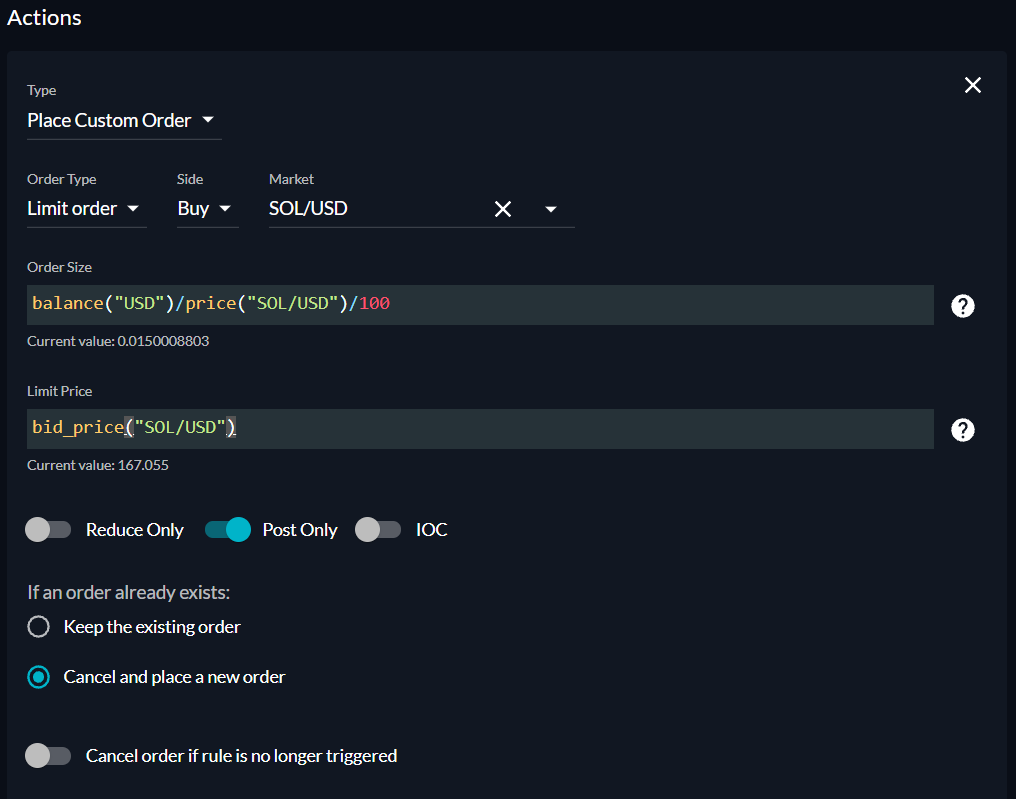 Actions
Type
Place Custom Order
Order Type Side Market
Limit order Buy SOL/USD
Order Size
balance("USD")/price("SOL/USD")/100
?
Current value: 0.0150008803
Limit Price
bid_price("SOL/USD")
?
Current value: 167.055
Reduce Only Post Only IOC
If an order already exists:
Keep the existing order
Cancel and place a new order
Cancel order if rule is no longer triggered